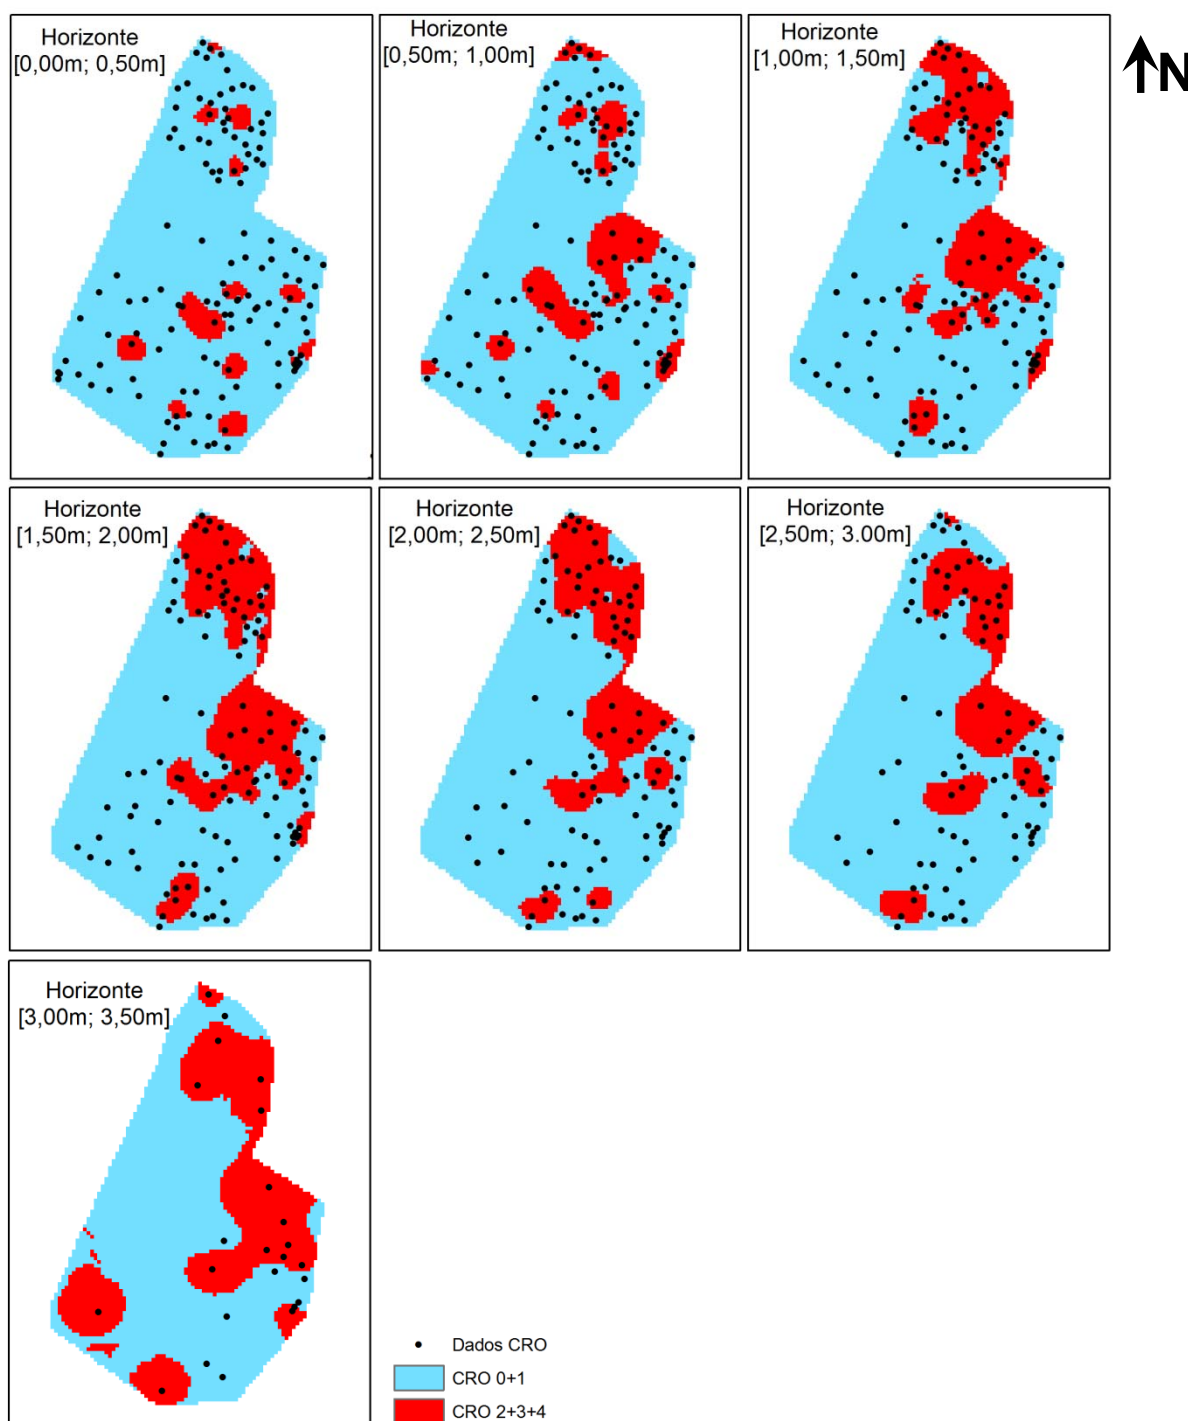 Horizonte
[0,00m; 0,50m]
Horizonte
[0,50m; 1,00m]
Horizonte
[1,00m; 1,50m]
N
Horizonte
[1,50m; 2,00m]
Horizonte
[2,00m; 2,50m]
Horizonte
[2,50m; 3.00m]
Horizonte
[3,00m; 3,50m]
Dados CRO
CRO 0+1
CRO 2+3+4